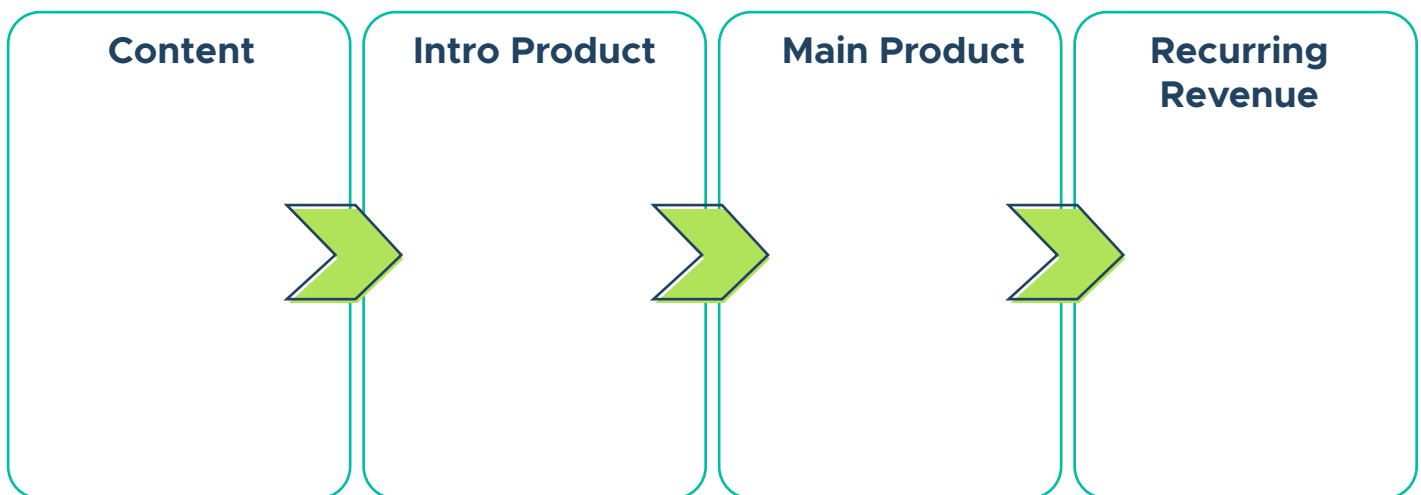 Content
Intro Product
Main Product
Recurring
Revenue